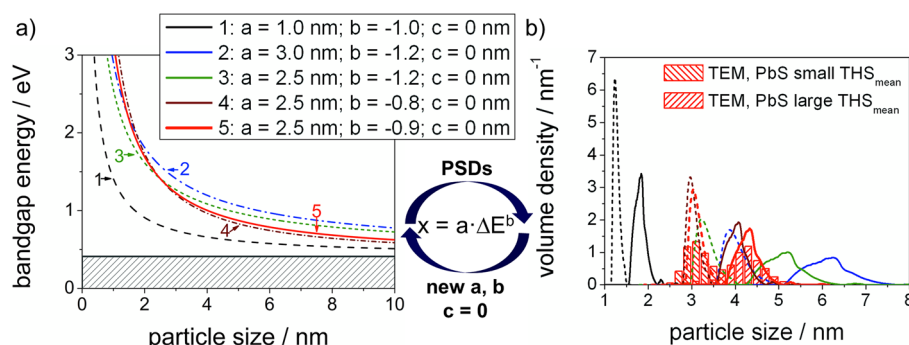 a)
1: a = 1.0 nm; b = -1.0; c = 0 nm
2: a = 3.0 nm; b = -1.2; c = 0 nm
3: a = 2.5 nm; b = -1.2; c = 0 nm
4: a = 2.5 nm; b = -0.8; c = 0 nm
5: a = 2.5 nm; b = -0.9; c = 0 nm
bandgap energy / eV
3
2
1
0
1
2
3
4
5
0 2 4 6 8 10
particle size / nm
PSDs
x = a·ΔE^b
new a, b
c = 0
b)
TEM, PbS small THS_mean
TEM, PbS large THS_mean
volume density / nm⁻¹
7
6
5
4
3
2
1
0
1 2 3 4 5 6 7 8
particle size / nm